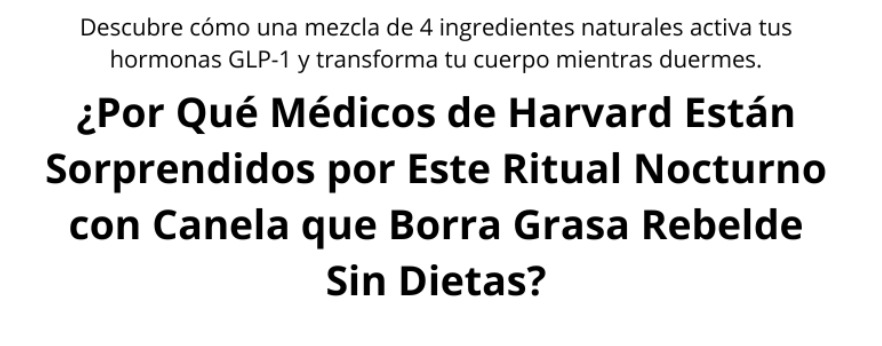 Descubre cómo una mezcla de 4 ingredientes naturales activa tus
hormonas GLP-1 y transforma tu cuerpo mientras duermes.
¿Por Qué Médicos de Harvard Están
Sorprendidos por Este Ritual Nocturno
con Canela que Borra Grasa Rebelde
Sin Dietas?